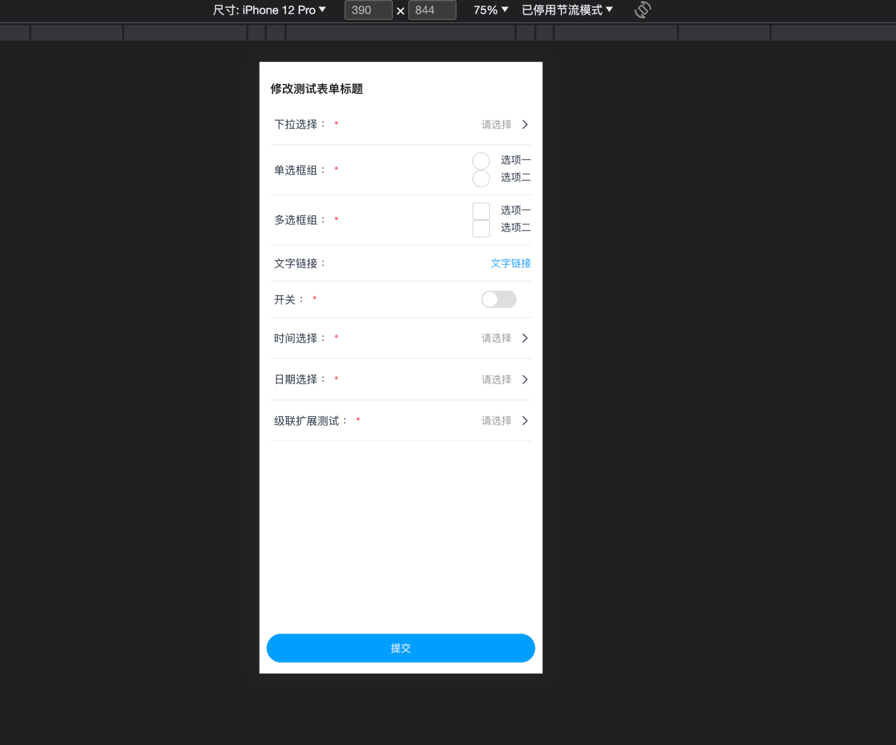 尺寸: iPhone 12 Pro 390 × 844 75% 已停用节流模式
修改测试表单标题
下拉选择： * 请选择
单选框组： * 选项一
选项二
多选框组： * 选项一
选项二
文字链接： 文字链接
开关： *
时间选择： * 请选择
日期选择： * 请选择
级联扩展测试： * 请选择
提交